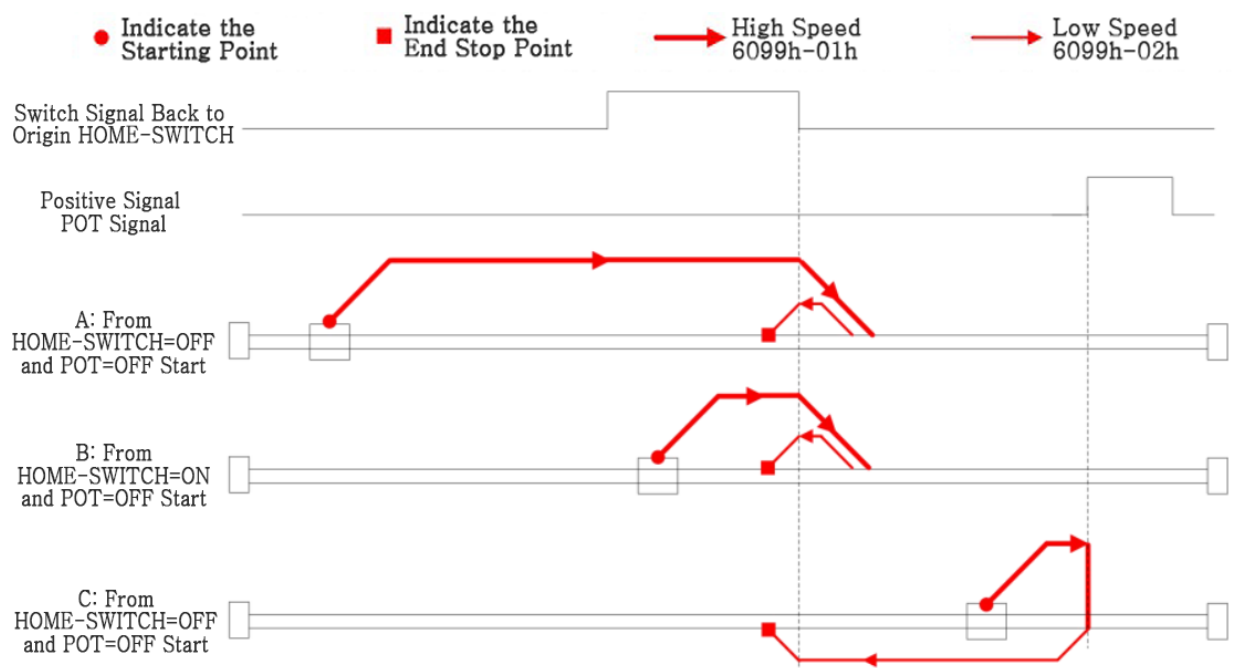 Indicate the
Starting Point
Indicate the
End Stop Point
High Speed
6099h-01h
Low Speed
6099h-02h
Switch Signal Back to
Origin HOME-SWITCH
Positive Signal
POT Signal
A: From
HOME-SWITCH=OFF
and POT=OFF Start
B: From
HOME-SWITCH=ON
and POT=OFF Start
C: From
HOME-SWITCH=OFF
and POT=OFF Start